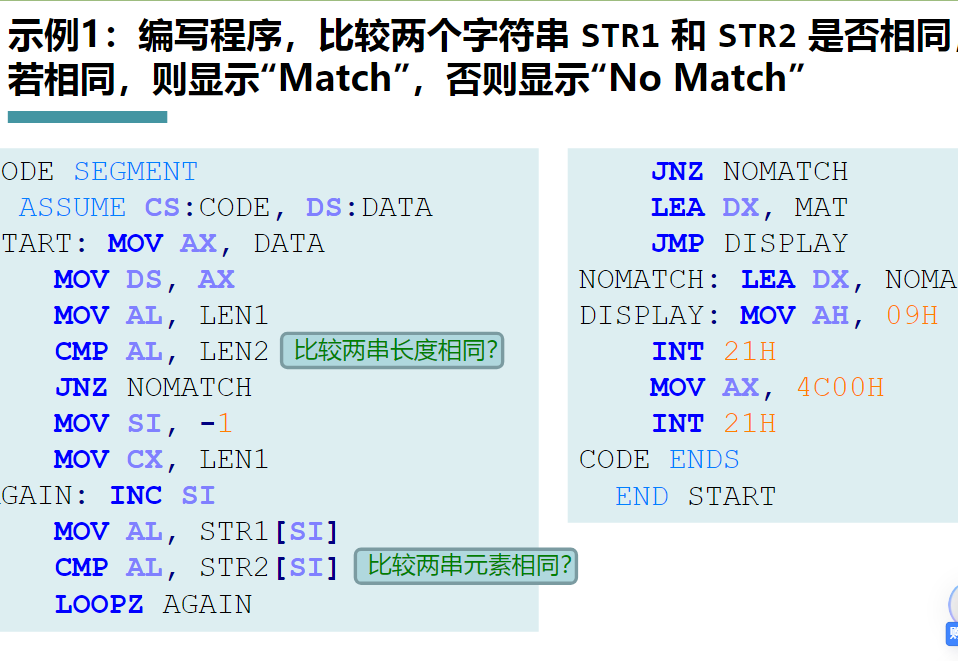 示例1：编写程序，比较两个字符串 STR1 和 STR2 是否相同，
若相同，则显示“Match”，否则显示“No Match”
ODE SEGMENT
ASSUME CS:CODE, DS:DATA
TART: MOV AX, DATA
MOV DS, AX
MOV AL, LEN1
CMP AL, LEN2 比较两串长度相同?
JNZ NOMATCH
MOV SI, -1
MOV CX, LEN1
GAIN: INC SI
MOV AL, STR1[SI]
CMP AL, STR2[SI] 比较两串元素相同?
LOOPZ AGAIN
JNZ NOMATCH
LEA DX, MAT
JMP DISPLAY
NOMATCH: LEA DX, NOMA
DISPLAY: MOV AH, 09H
INT 21H
MOV AX, 4C00H
INT 21H
CODE ENDS
END START